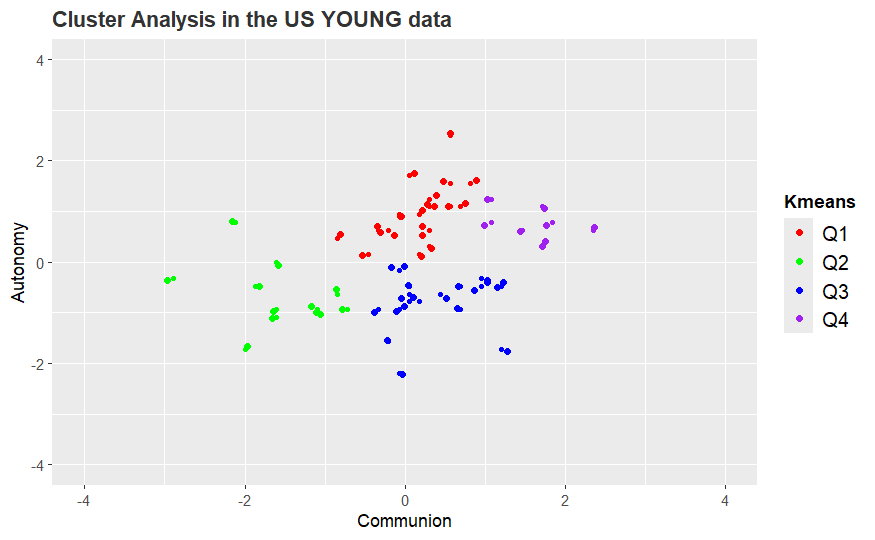 Cluster Analysis in the US YOUNG data
4
2
0
-2
-4
Autonomy
-4
-2
0
2
4
Communion
Kmeans
Q1
Q2
Q3
Q4